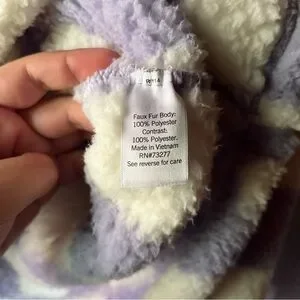 Faux Fur Body:
100% Polyester
Contrast:
100% Polyester.
Made in Vietnam
RN#73277
See reverse for care